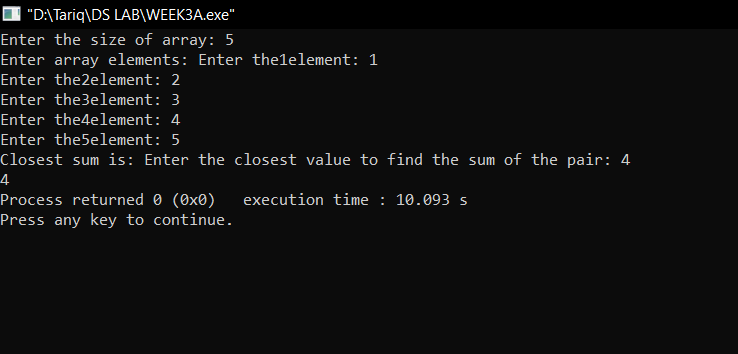 "D:\Tariq\DS LAB\WEEK3A.exe"
Enter the size of array: 5
Enter array elements: Enter the1element: 1
Enter the2element: 2
Enter the3element: 3
Enter the4element: 4
Enter the5element: 5
Closest sum is: Enter the closest value to find the sum of the pair: 4
4
Process returned 0 (0x0)   execution time : 10.093 s
Press any key to continue.